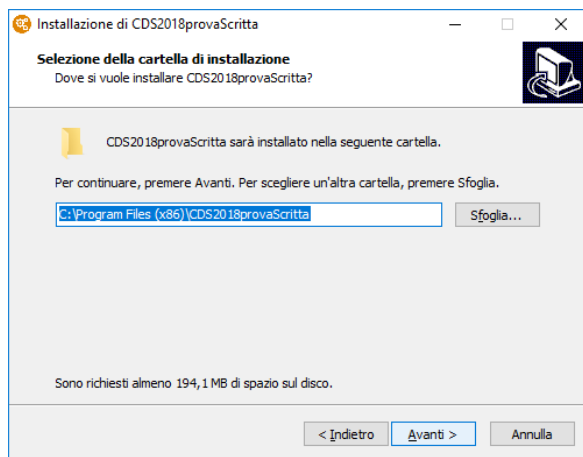 Installazione di CDS2018provaScritta
Selezione della cartella di installazione
Dove si vuole installare CDS2018provaScritta?
CDS2018provaScritta sarà installato nella seguente cartella.
Per continuare, premere Avanti. Per scegliere un'altra cartella, premere Sfoglia.
C:\Program Files (x86)\CDS2018provaScritta
Sfoglia...
Sono richiesti almeno 194,1 MB di spazio sul disco.
< Indietro Avanti > Annulla